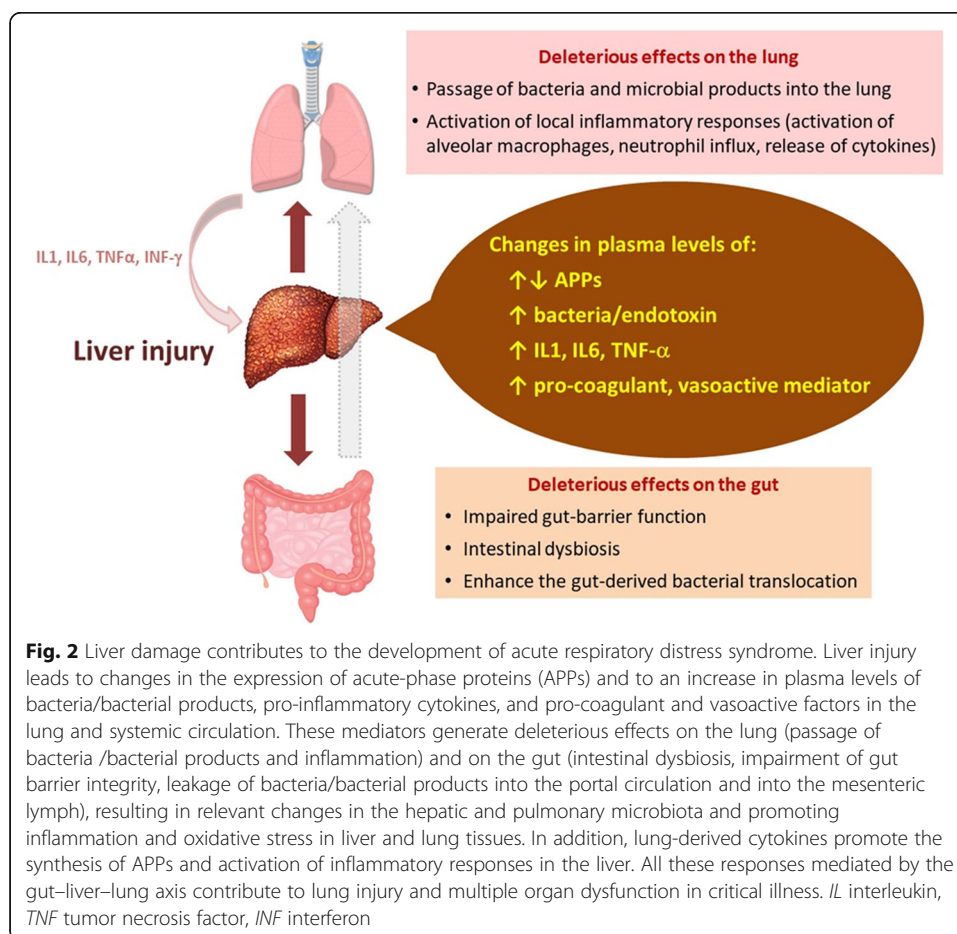 Deleterious effects on the lung
• Passage of bacteria and microbial products into the lung
• Activation of local inflammatory responses (activation of
alveolar macrophages, neutrophil influx, release of cytokines)
IL1, IL6, TNFα, INF-γ
Liver injury
Changes in plasma levels of:
↑↓ APPs
↑ bacteria/endotoxin
↑ IL1, IL6, TNF-α
↑ pro-coagulant, vasoactive mediator
Deleterious effects on the gut
• Impaired gut-barrier function
• Intestinal dysbiosis
• Enhance the gut-derived bacterial translocation
Fig. 2 Liver damage contributes to the development of acute respiratory distress syndrome. Liver injury
leads to changes in the expression of acute-phase proteins (APPs) and to an increase in plasma levels of
bacteria/bacterial products, pro-inflammatory cytokines, and pro-coagulant and vasoactive factors in the
lung and systemic circulation. These mediators generate deleterious effects on the lung (passage of
bacteria /bacterial products and inflammation) and on the gut (intestinal dysbiosis, impairment of gut
barrier integrity, leakage of bacteria/bacterial products into the portal circulation and into the mesenteric
lymph), resulting in relevant changes in the hepatic and pulmonary microbiota and promoting
inflammation and oxidative stress in liver and lung tissues. In addition, lung-derived cytokines promote the
synthesis of APPs and activation of inflammatory responses in the liver. All these responses mediated by the
gut–liver–lung axis contribute to lung injury and multiple organ dysfunction in critical illness. IL interleukin,
TNF tumor necrosis factor, INF interferon